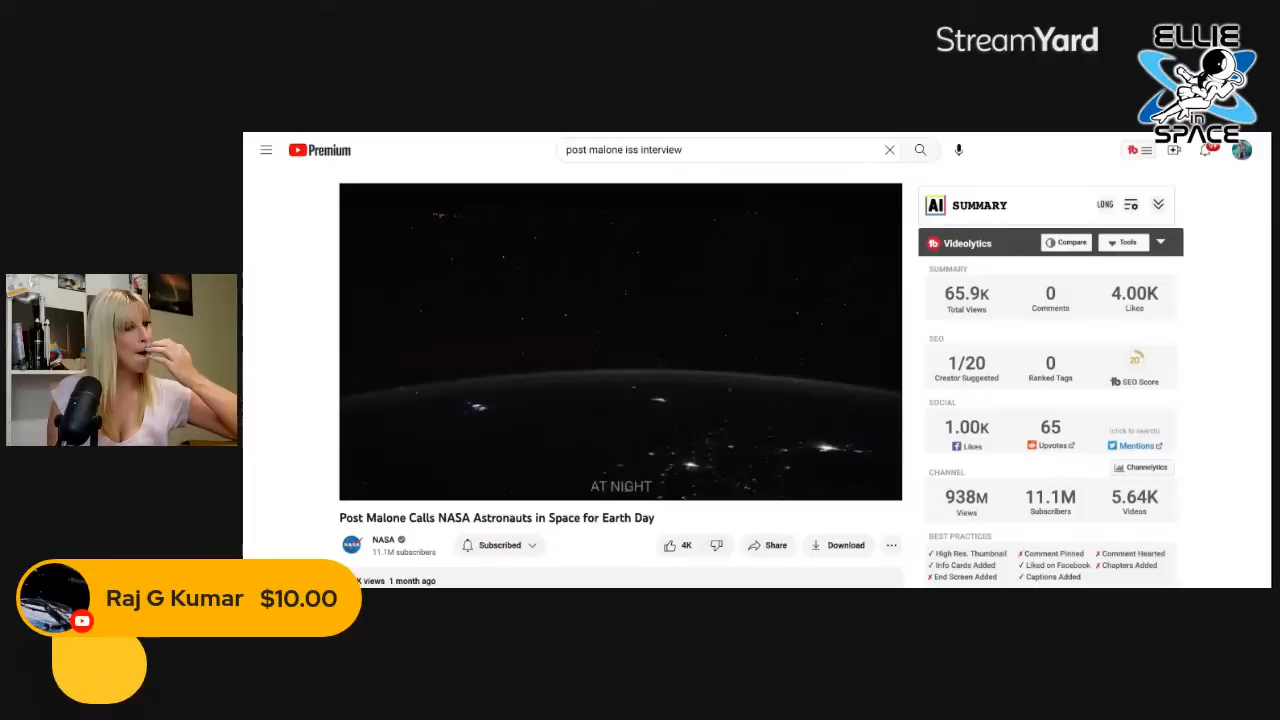 StreamYard
ELLIE
in
SPACE
Premium
post malone iss interview
AI SUMMARY
LONG
Videolytics
Compare
Tools
SUMMARY
65.9K
0
4.00K
Total Views
Comments
Likes
SEO
1/20
0
20
Creator Suggested
Ranked Tags
SEO Score
SOCIAL
1.00K
65
(click to search)
Likes
Upvotes
Mentions
Channelytics
CHANNEL
938M
11.1M
5.64K
Views
Subscribers
Videos
BEST PRACTICES
✓ High Res. Thumbnail
✗ Comment Pinned
✗ Comment Hearted
✓ Info Cards Added
✓ Liked on Facebook
✗ Chapters Added
✗ End Screen Added
✓ Captions Added
AT NIGHT
Post Malone Calls NASA Astronauts in Space for Earth Day
NASA
11.1M subscribers
Subscribed
4K
Share
Download
K views 1 month ago
Raj G Kumar $10.00